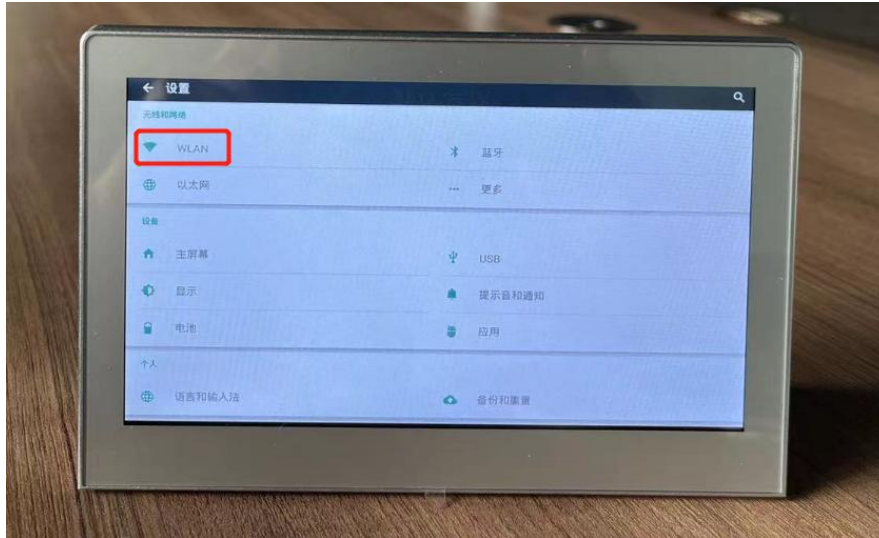 设置
无线和网络
WLAN
蓝牙
以太网
更多
设备
主屏幕
USB
显示
提示音和通知
电池
应用
个人
语言和输入法
备份和重置